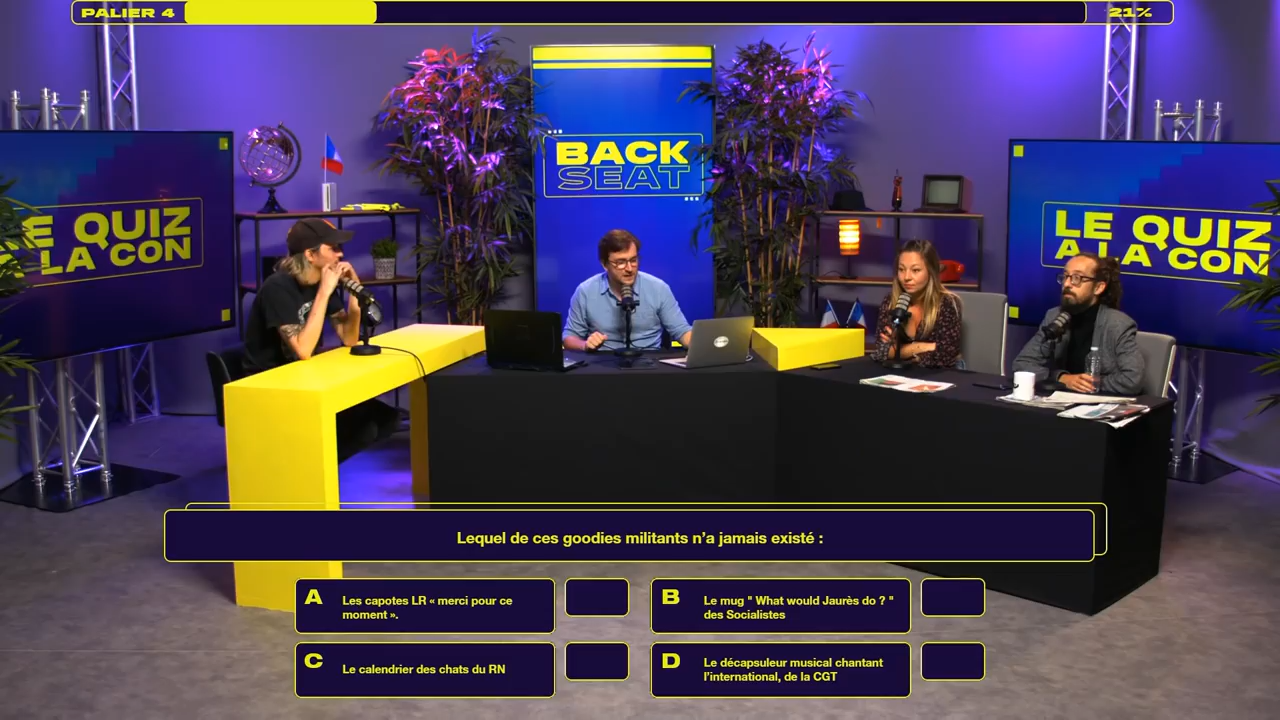 PALIER 4
21%
BACK
SEAT
LE QUIZ
A LA CON
LE QUIZ
A LA CON
Lequel de ces goodies militants n'a jamais existé :
A
Les capotes LR « merci pour ce
moment ».
B
Le mug " What would Jaurès do ? "
des Socialistes
C
Le calendrier des chats du RN
D
Le décapsuleur musical chantant
l'international, de la CGT